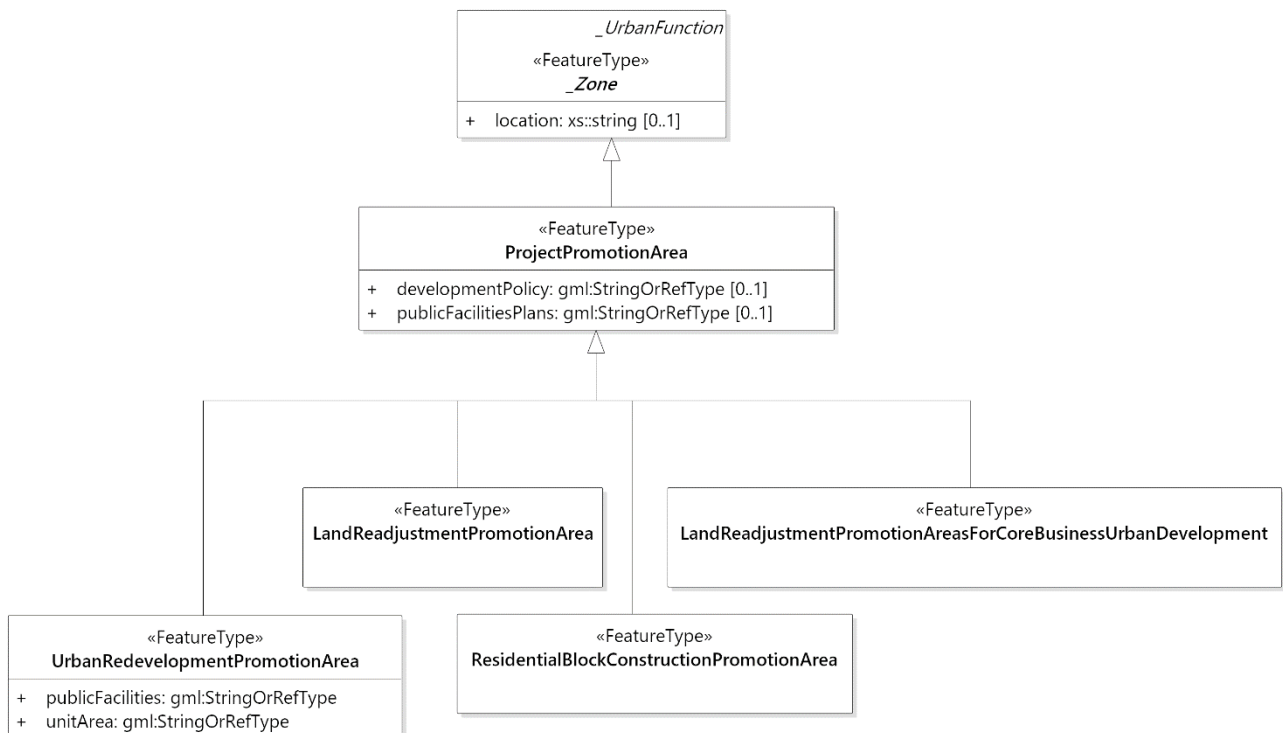 _UrbanFunction
«FeatureType»
_Zone
+ location: xs::string [0..1]
«FeatureType»
ProjectPromotionArea
+ developmentPolicy: gml:StringOrRefType [0..1]
+ publicFacilitiesPlans: gml:StringOrRefType [0..1]
«FeatureType»
LandReadjustmentPromotionArea
«FeatureType»
LandReadjustmentPromotionAreasForCoreBusinessUrbanDevelopment
«FeatureType»
UrbanRedevelopmentPromotionArea
+ publicFacilities: gml:StringOrRefType
+ unitArea: gml:StringOrRefType
«FeatureType»
ResidentialBlockConstructionPromotionArea